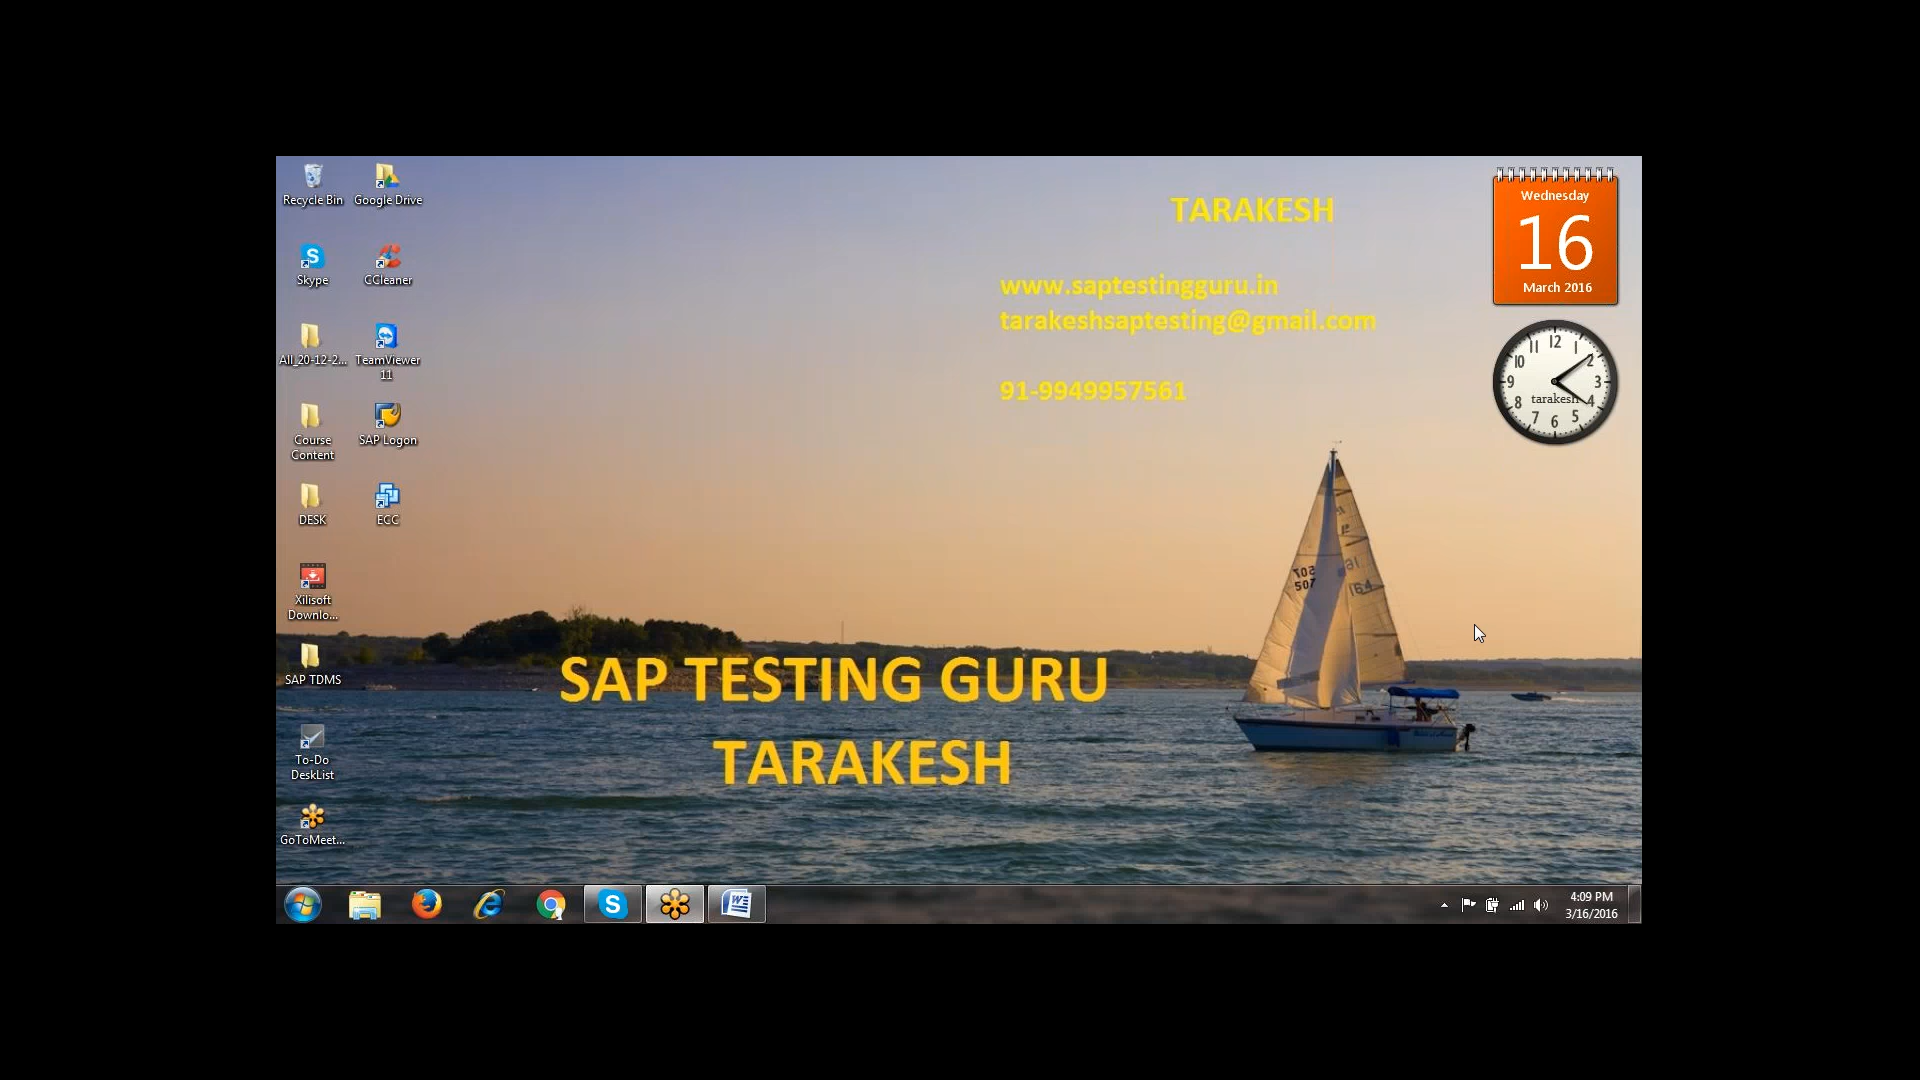 Recycle Bin
Google Drive
Skype
CCleaner
All_20-12-2...
TeamViewer
11
Course
Content
SAP Logon
DESK
ECC
Xilisoft
Downlo...
SAP TDMS
To-Do
DeskList
GoToMeet...
TARAKESH
www.saptestingguru.in
tarakeshsaptesting@gmail.com
91-9949957561
Wednesday
16
March 2016
12
1
2
3
4
5
6
7
8
9
10
11
tarakesh
507
507
SAP TESTING GURU
TARAKESH
4:09 PM
3/16/2016